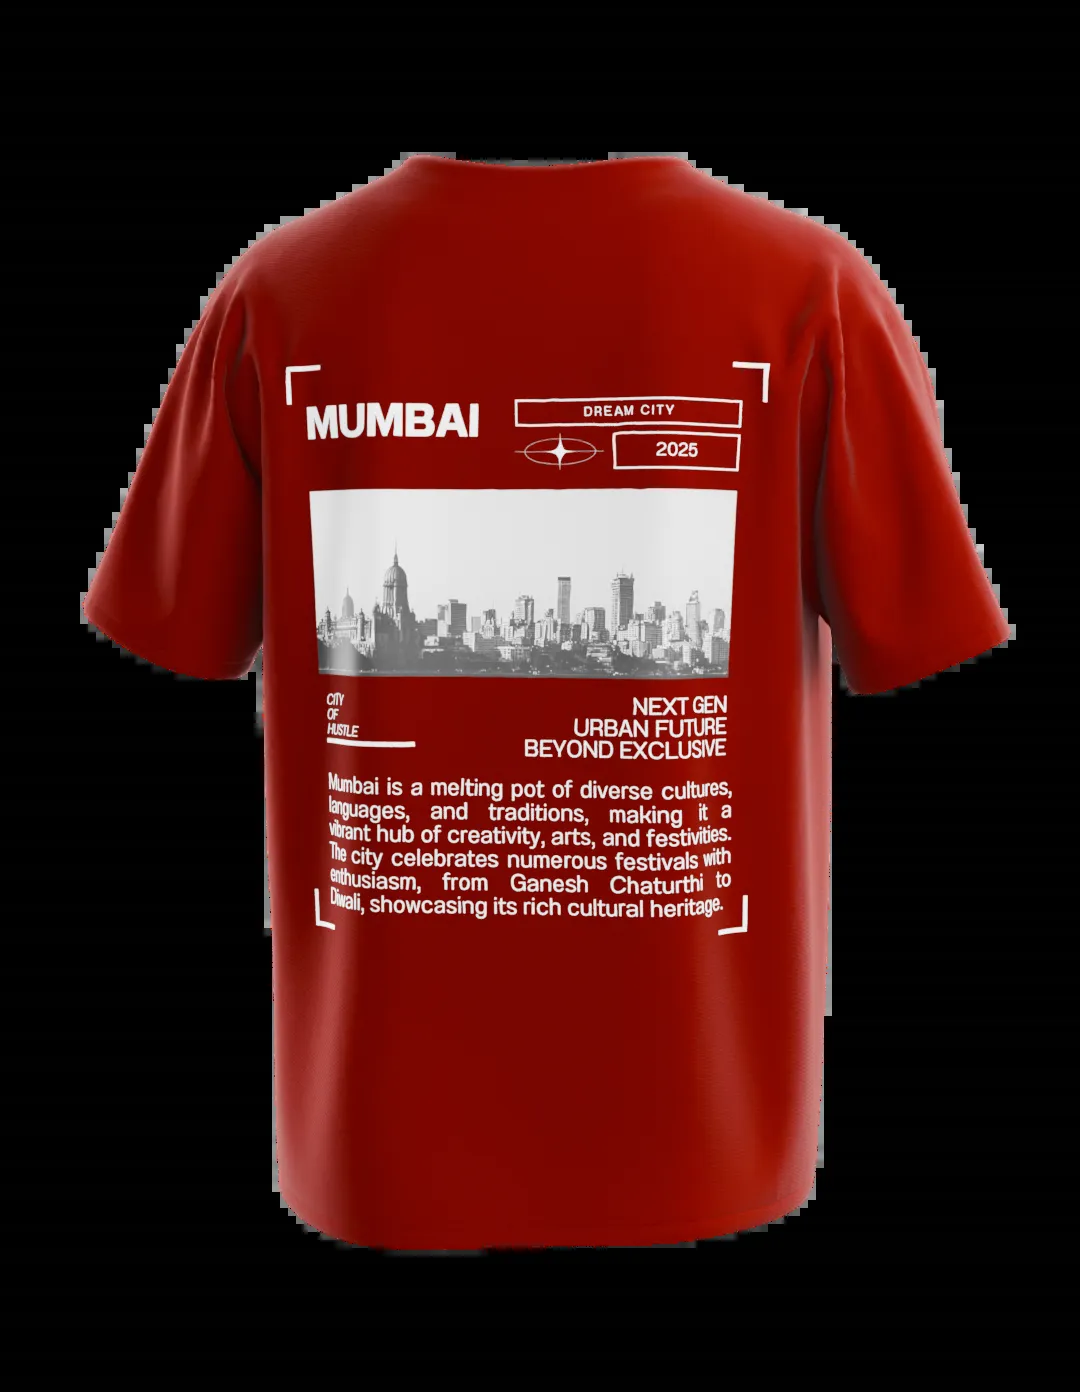 MUMBAI
DREAM CITY
2025
CITY
OF
HUSTLE
NEXT GEN
URBAN FUTURE
BEYOND EXCLUSIVE
Mumbai is a melting pot of diverse cultures,
languages, and traditions, making it a
vibrant hub of creativity, arts, and festivities.
The city celebrates numerous festivals with
enthusiasm, from Ganesh Chaturthi to
Diwali, showcasing its rich cultural heritage.